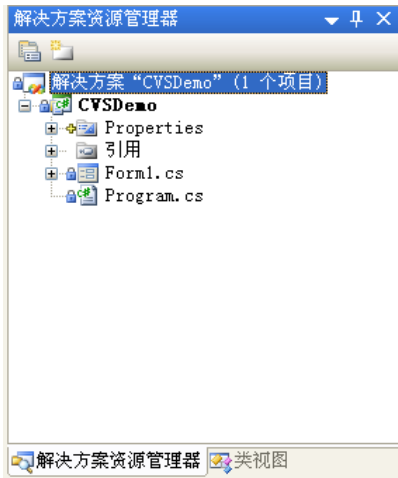 解决方案资源管理器
解决方案“CVSDemo”(1 个项目)
CVSDemo
Properties
引用
Form1.cs
Program.cs
解决方案资源管理器 类视图